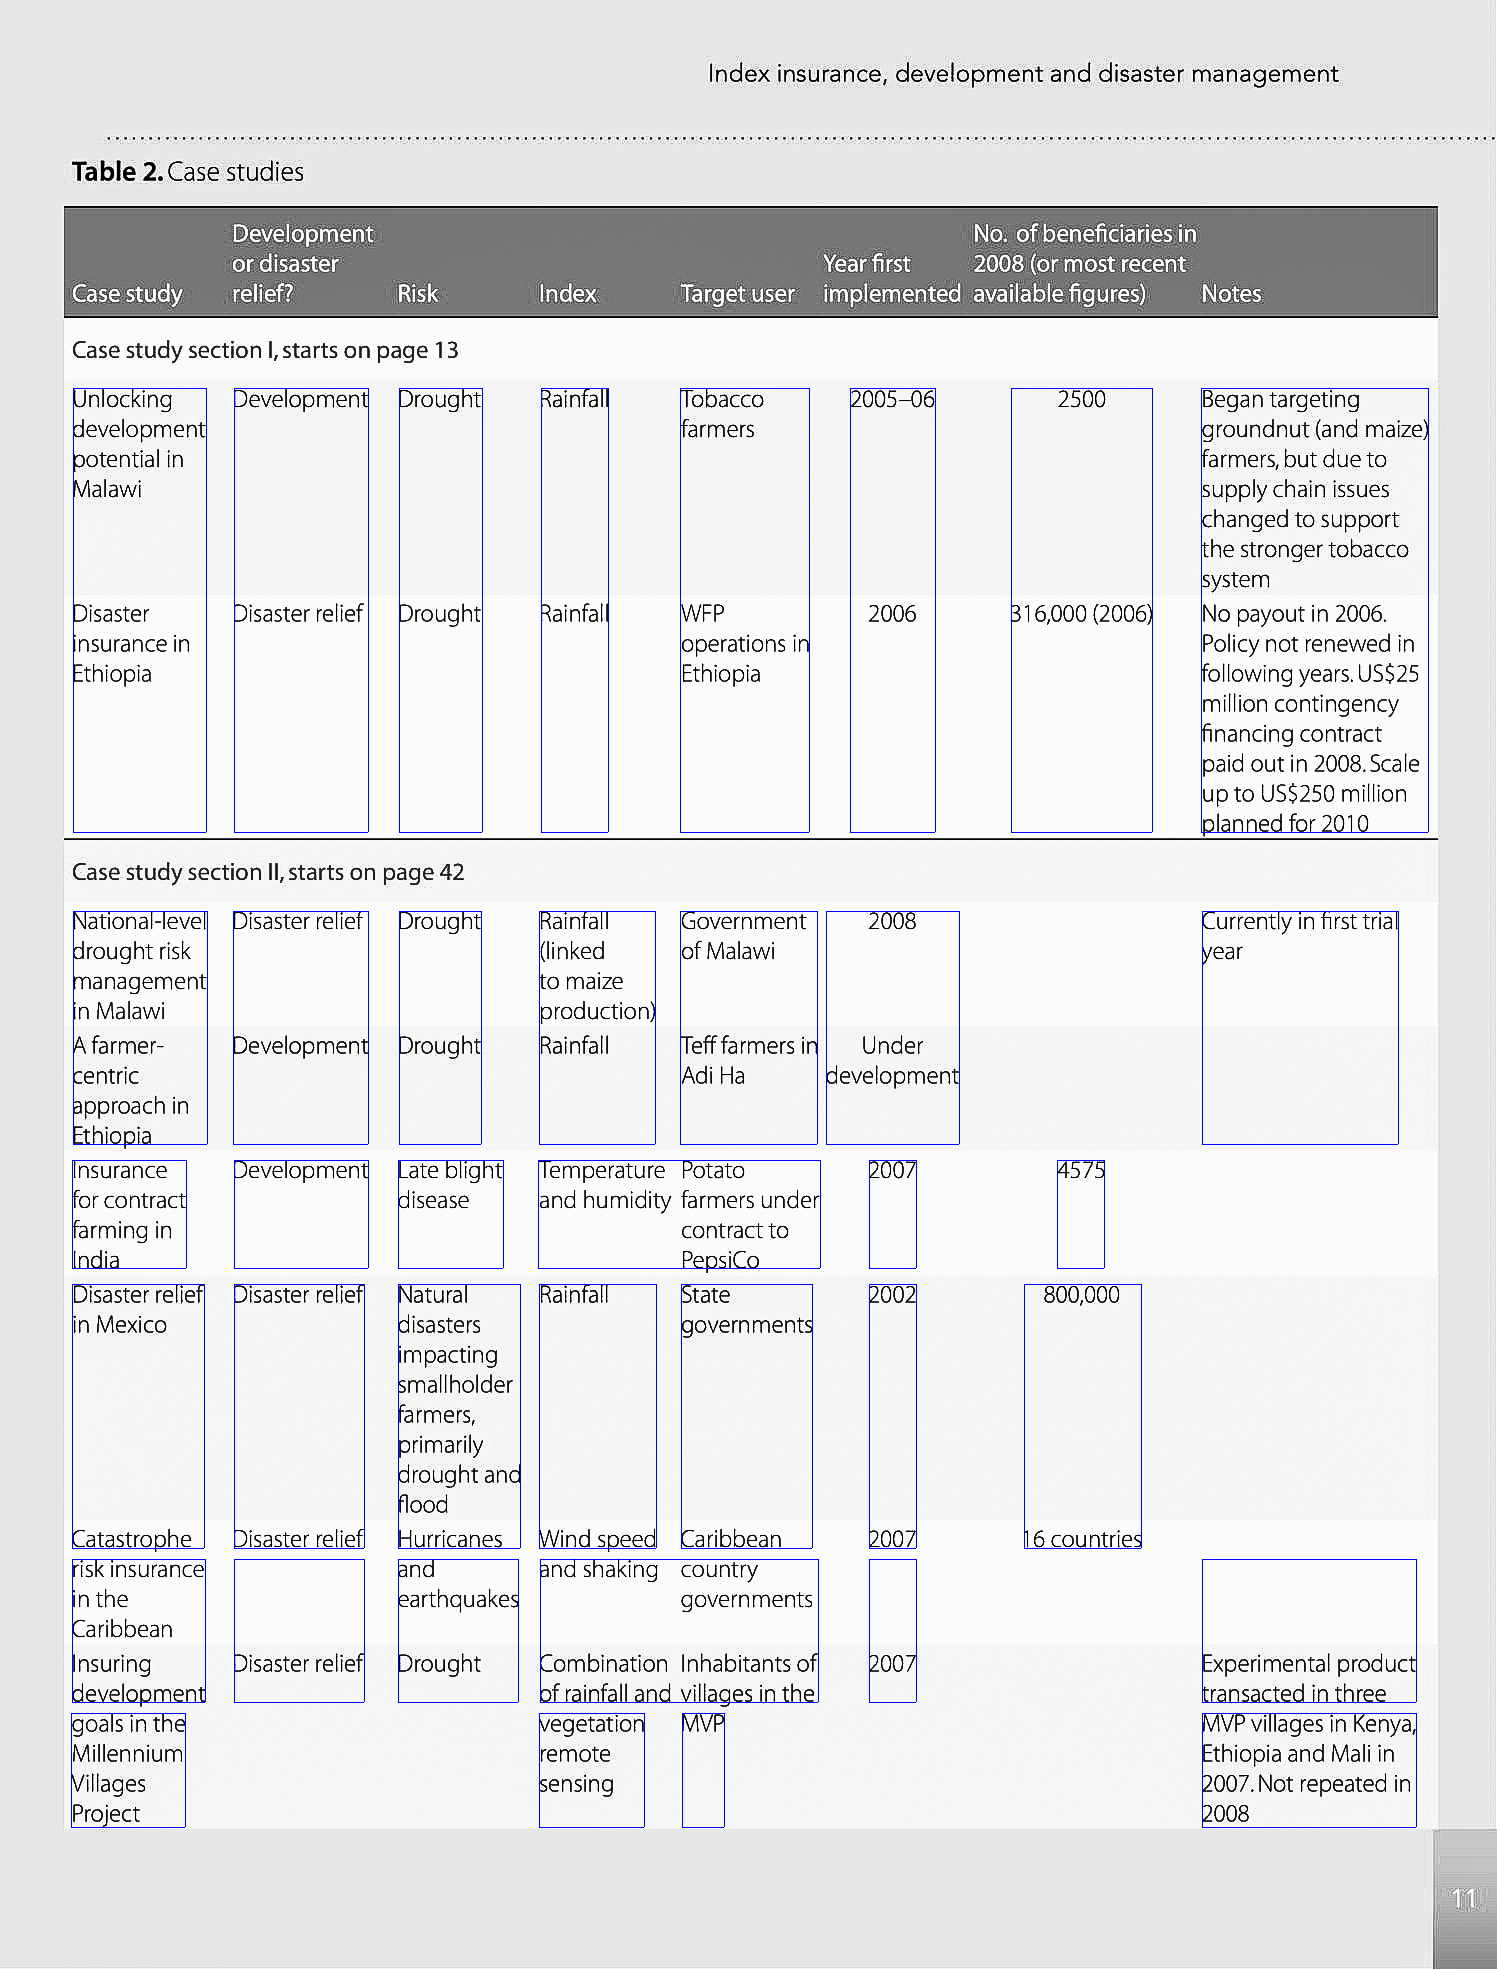 Index insurance, development and disaster management
Table 2. Case studies
Case study
Development
or disaster
relief?
Risk
Index
Target user
Year first
implemented
No. of beneficiaries in
2008 (or most recent
available figures)
Notes
Case study section I, starts on page 13
Unlocking
development
potential in
Malawi
Development
Drought
Rainfall
Tobacco
farmers
2005–06
2500
Began targeting
groundnut (and maize)
farmers, but due to
supply chain issues
changed to support
the stronger tobacco
system
Disaster
insurance in
Ethiopia
Disaster relief
Drought
Rainfall
WFP
operations in
Ethiopia
2006
316,000 (2006)
No payout in 2006.
Policy not renewed in
following years. US$25
million contingency
financing contract
paid out in 2008. Scale
up to US$250 million
planned for 2010
Case study section II, starts on page 42
National-level
drought risk
management
in Malawi
Disaster relief
Drought
Rainfall
(linked
to maize
production)
Government
of Malawi
2008
Currently in first trial
year
A farmer-
centric
approach in
Ethiopia
Development
Drought
Rainfall
Teff farmers in
Adi Ha
Under
development
Insurance
for contract
farming in
India
Development
Late blight
disease
Temperature
and humidity
Potato
farmers under
contract to
PepsiCo
2007
4575
Disaster relief
in Mexico
Disaster relief
Natural
disasters
impacting
smallholder
farmers,
primarily
drought and
flood
Rainfall
State
governments
2002
800,000
Catastrophe
risk insurance
in the
Caribbean
Disaster relief
Hurricanes
and
earthquakes
Wind speed
and shaking
Caribbean
country
governments
2007
16 countries
Insuring
development
goals in the
Millennium
Villages
Project
Disaster relief
Drought
Combination
of rainfall and
vegetation
remote
sensing
Inhabitants of
villages in the
MVP
2007
Experimental product
transacted in three
MVP villages in Kenya,
Ethiopia and Mali in
2007. Not repeated in
2008
11